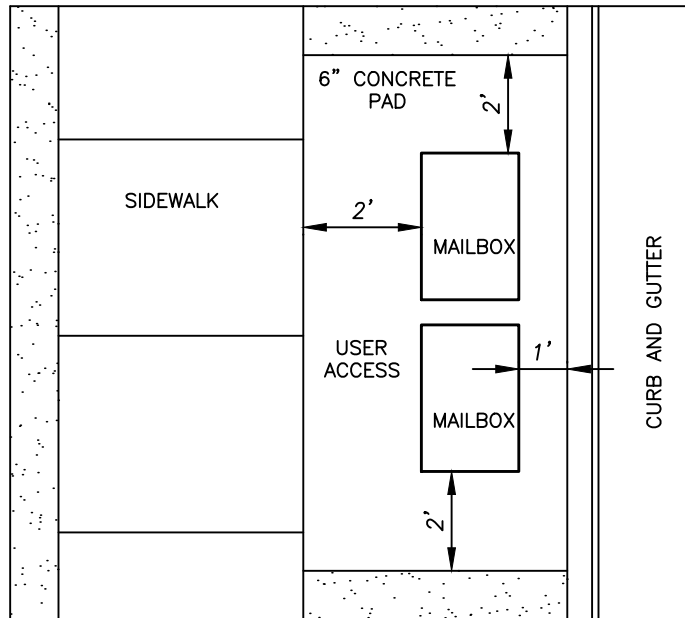 6” CONCRETE
PAD
2'
SIDEWALK
2'
MAILBOX
USER
ACCESS
1'
MAILBOX
2'
CURB AND GUTTER